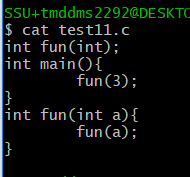 SSU+tmddms2292@DESKTO
$ cat test11.c
int fun(int);
int main(){
        fun(3);
}
int fun(int a){
        fun(a);
}